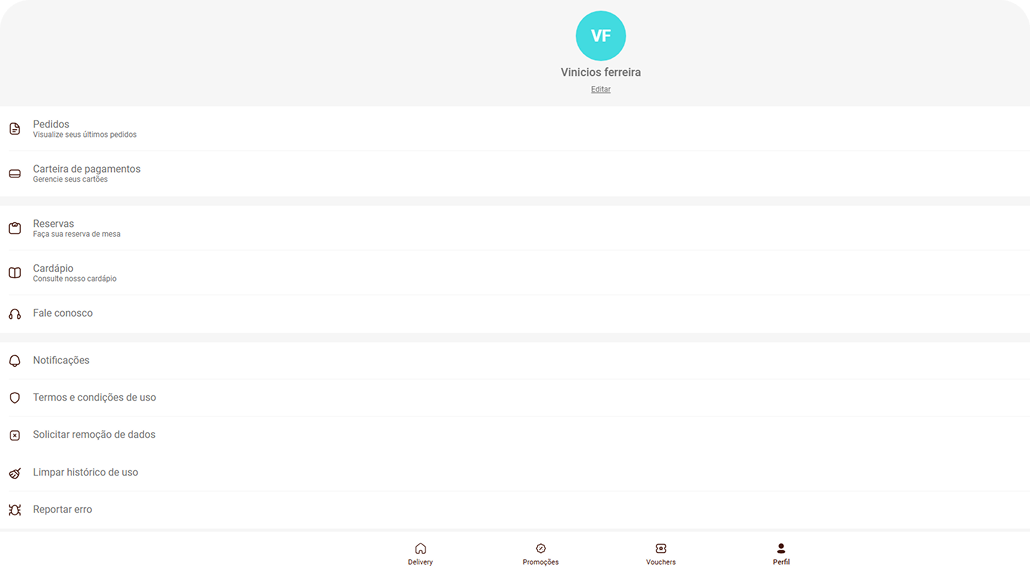 VF
Vinicios ferreira
Editar
Pedidos
Visualize seus últimos pedidos
Carteira de pagamentos
Gerencie seus cartões
Reservas
Faça sua reserva de mesa
Cardápio
Consulte nosso cardápio
Fale conosco
Notificações
Termos e condições de uso
Solicitar remoção de dados
Limpar histórico de uso
Reportar erro
Delivery Promoções Vouchers Perfil